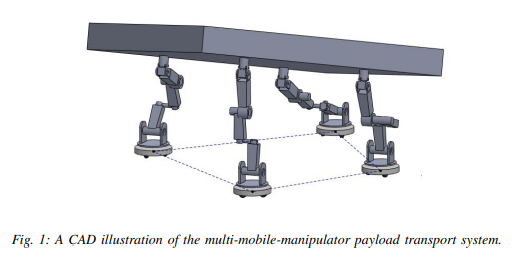 Fig. 1: A CAD illustration of the multi-mobile-manipulator payload transport system.